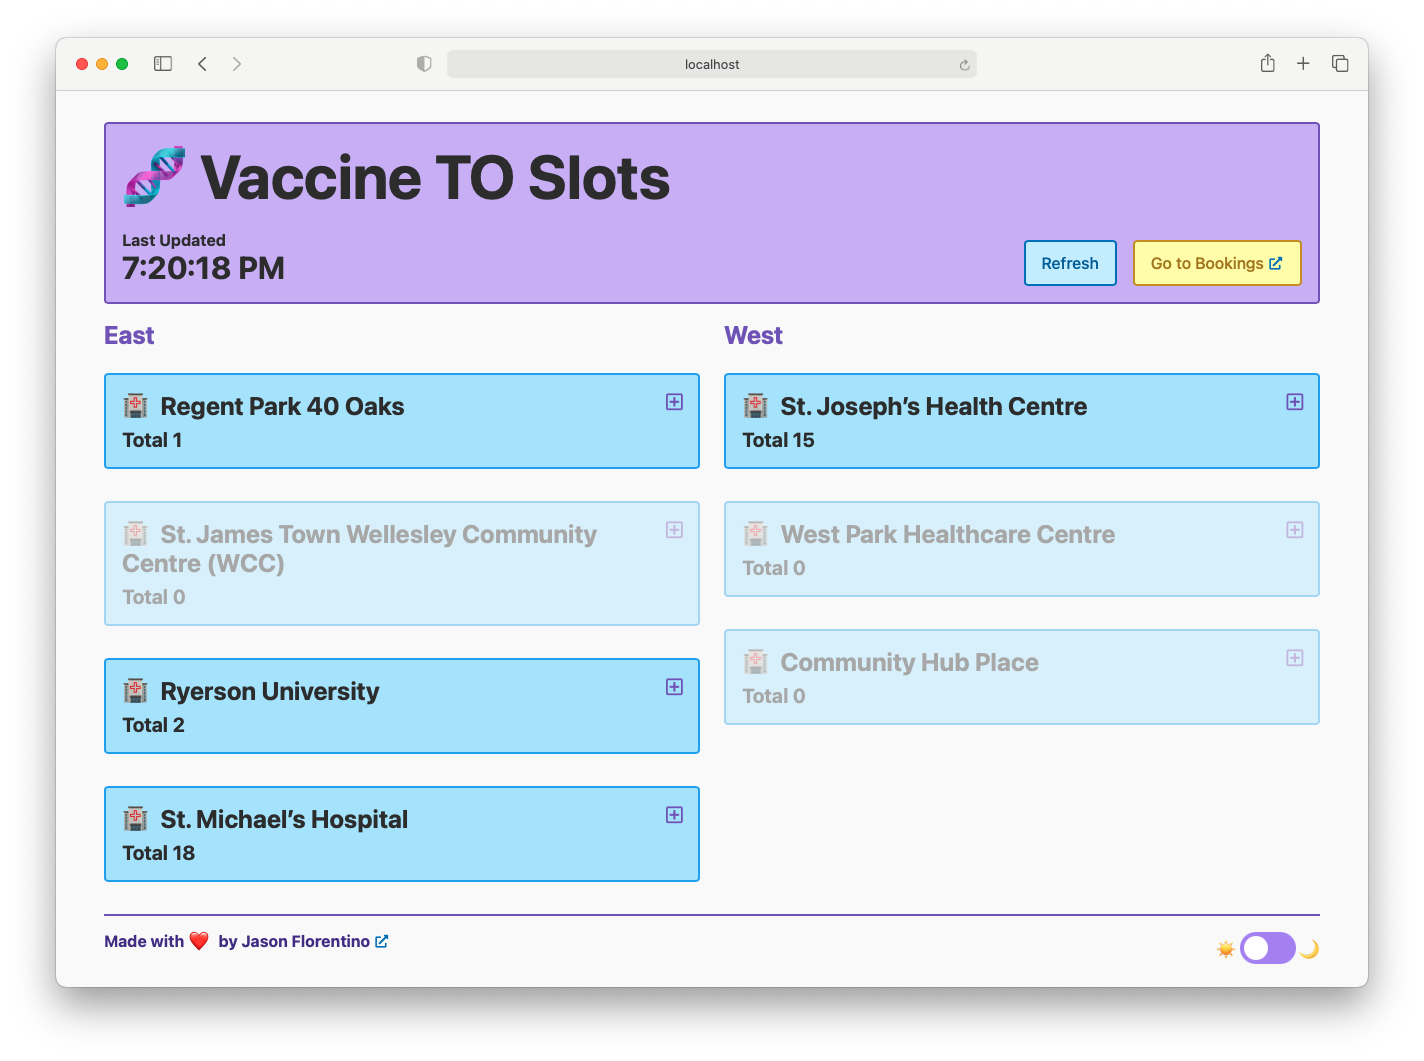 localhost
Vaccine TO Slots
Last Updated
7:20:18 PM
Refresh
Go to Bookings
East
Regent Park 40 Oaks
Total 1
St. James Town Wellesley Community
Centre (WCC)
Total 0
Ryerson University
Total 2
St. Michael’s Hospital
Total 18
West
St. Joseph’s Health Centre
Total 15
West Park Healthcare Centre
Total 0
Community Hub Place
Total 0
Made with ❤️ by Jason Florentino